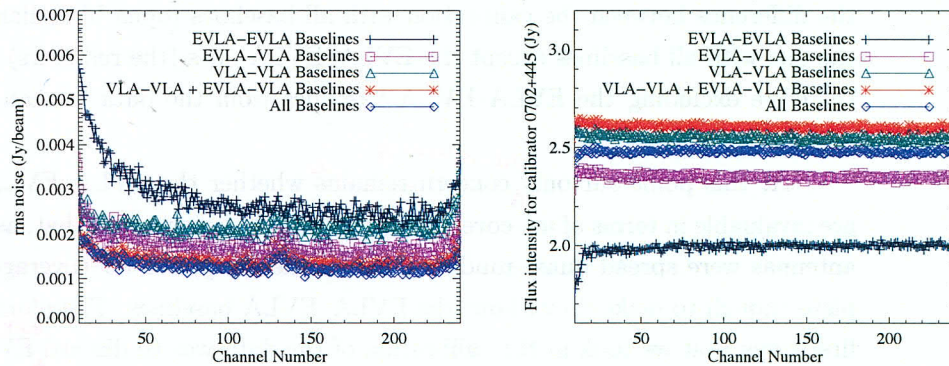 0.007
0.006
0.005
0.004
0.003
0.002
0.001
0.000
rms noise (Jy/beam)
EVLA−EVLA Baselines
EVLA−VLA Baselines
VLA−VLA Baselines
VLA−VLA + EVLA−VLA Baselines
All Baselines
50 100 150 200
Channel Number
3.0
2.5
2.0
Flux intensity for calibrator 0702+445 (Jy)
EVLA−EVLA Baselines
EVLA−VLA Baselines
VLA−VLA Baselines
VLA−VLA + EVLA−VLA Baselines
All Baselines
50 100 150 200
Channel Number